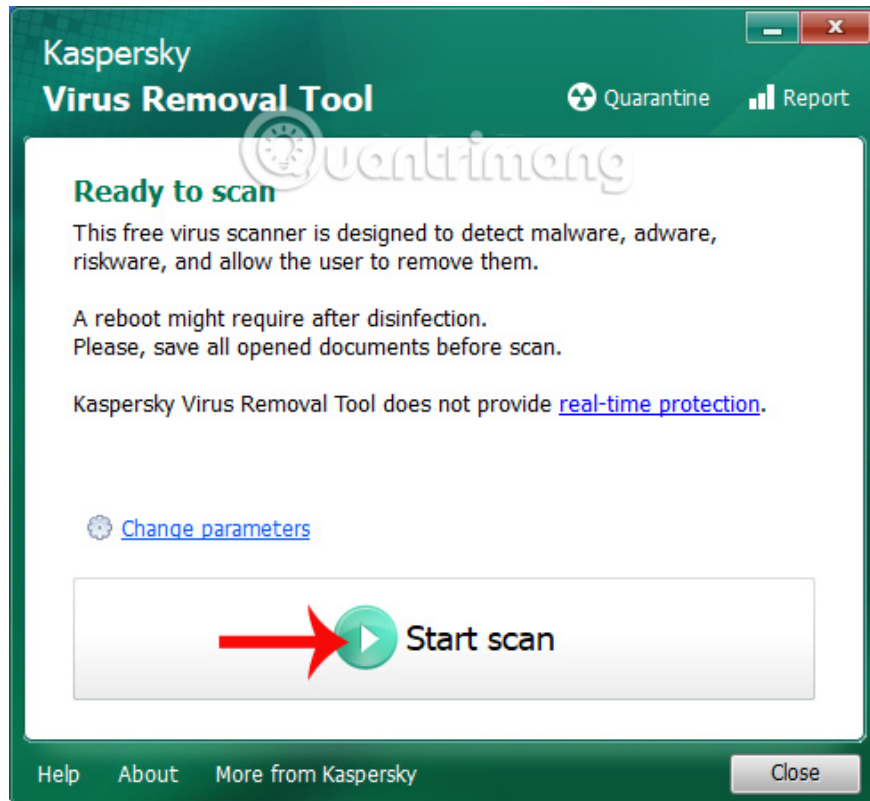 Kaspersky
Virus Removal Tool
Quarantine
Report
Quantrimang
Ready to scan
This free virus scanner is designed to detect malware, adware,
riskware, and allow the user to remove them.
A reboot might require after disinfection.
Please, save all opened documents before scan.
Kaspersky Virus Removal Tool does not provide real-time protection.
Change parameters
Start scan
Help
About
More from Kaspersky
Close